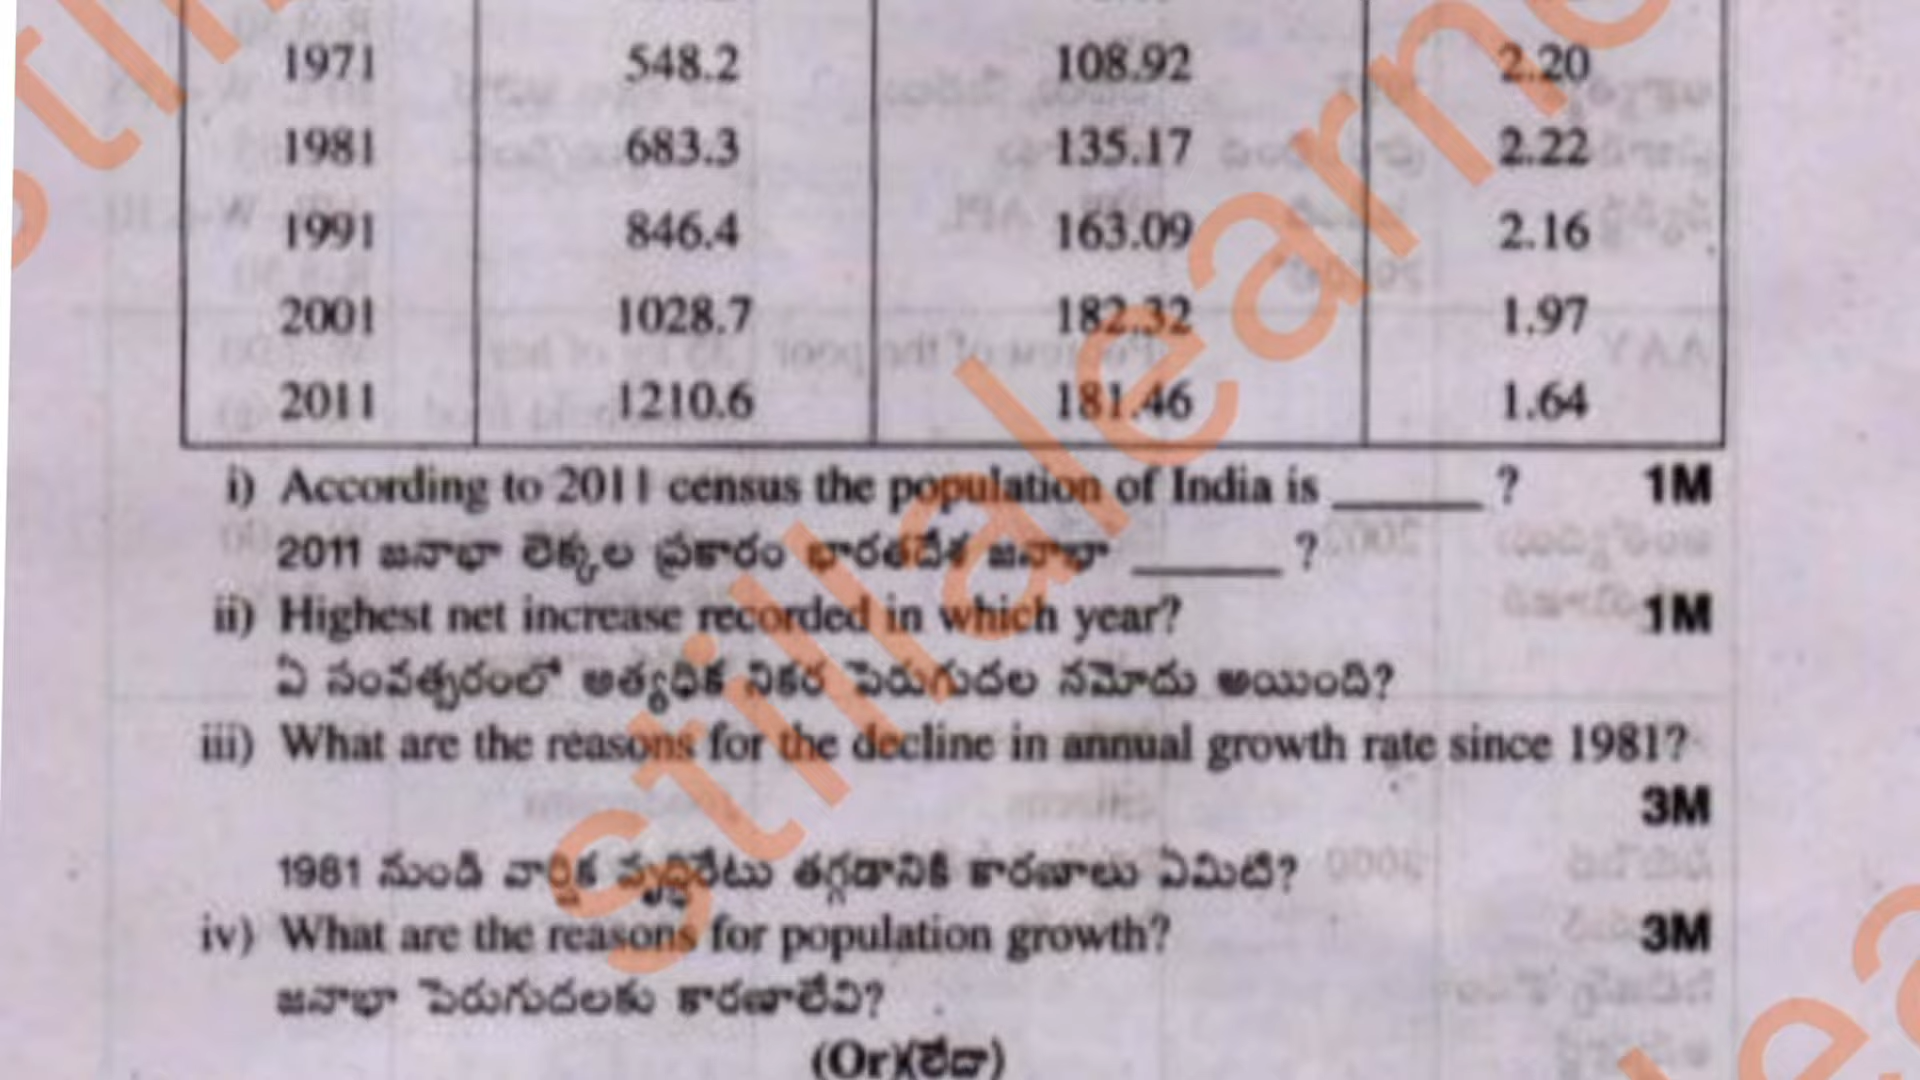 1971 548.2 108.92 2.20
1981 683.3 135.17 2.22
1991 846.4 163.09 2.16
2001 1028.7 182.32 1.97
2011 1210.6 181.46 1.64
i) According to 2011 census the population of India is ______ ? 1M
2011 జనాభా లెక్కల ప్రకారం భారతదేశ జనాభా ______ ?
ii) Highest net increase recorded in which year? 1M
ఏ సంవత్సరంలో అత్యధిక నికర పెరుగుదల నమోదు అయింది?
iii) What are the reasons for the decline in annual growth rate since 1981?
3M
1981 నుండి వార్షిక వృద్ధిరేటు తగ్గడానికి కారణాలు ఏమిటి?
iv) What are the reasons for population growth? 3M
జనాభా పెరుగుదలకు కారణాలేవి?
(Or)(లేదా)
stillalearne